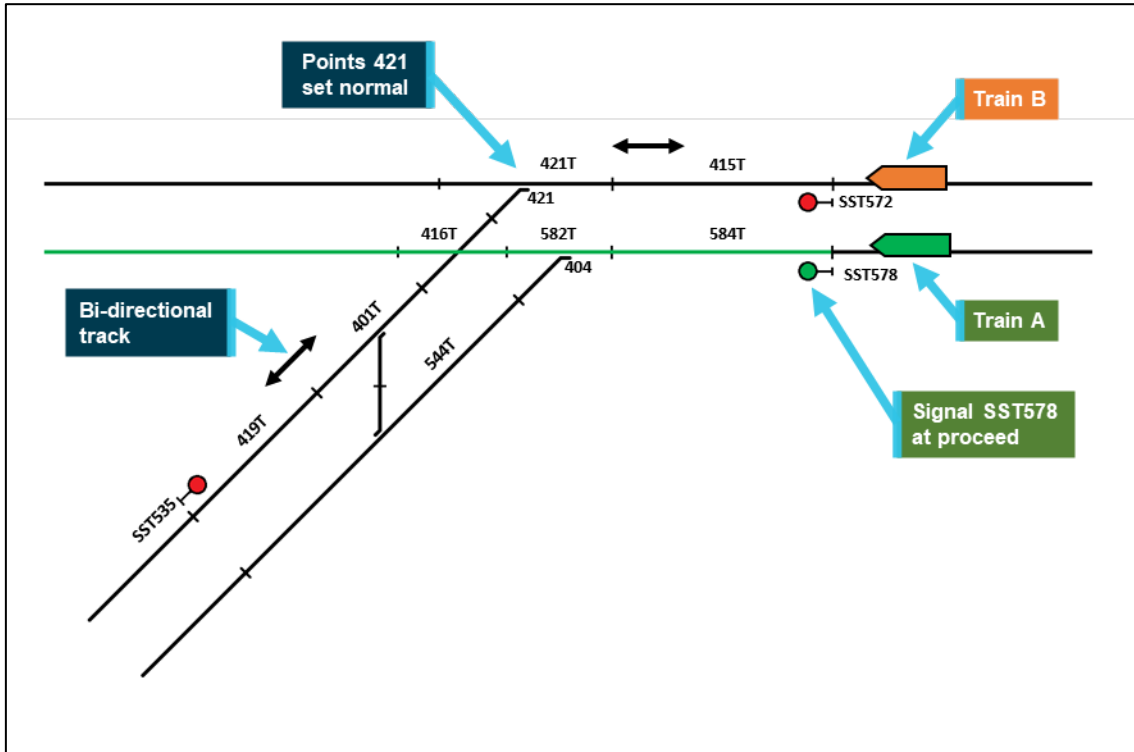 Points 421
set normal
Train B
421T
415T
421
SST572
416T
582T
584T
404
SST578
Bi-directional
track
401T
544T
Train A
419T
Signal SST578
at proceed
SST535